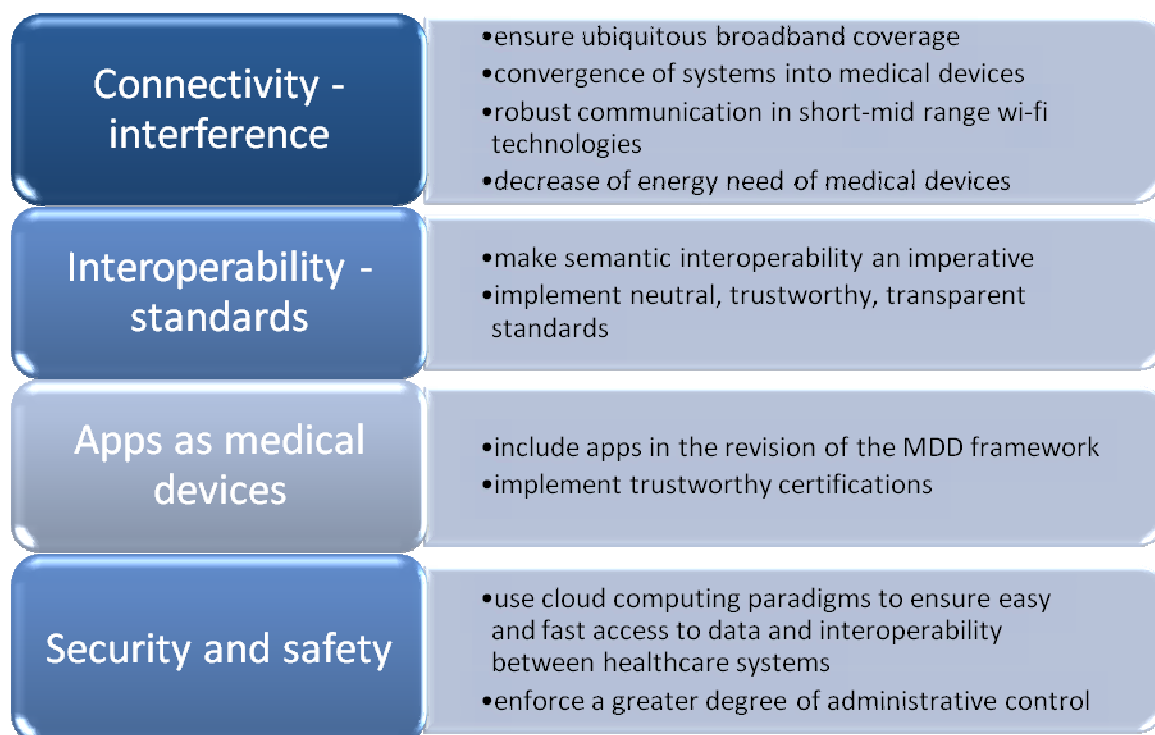 Connectivity -
interference
•ensure ubiquitous broadband coverage
•convergence of systems into medical devices
•robust communication in short-mid range wi-fi
technologies
•decrease of energy need of medical devices
Interoperability -
standards
•make semantic interoperability an imperative
•implement neutral, trustworthy, transparent
standards
Apps as medical
devices
•include apps in the revision of the MDD framework
•implement trustworthy certifications
Security and safety
•use cloud computing paradigms to ensure easy
and fast access to data and interoperability
between healthcare systems
•enforce a greater degree of administrative control